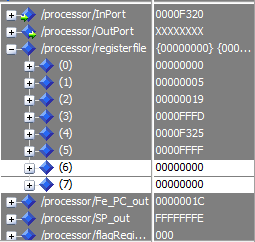 /processor/InPort 0000F320
/processor/OutPort XXXXXXXX
/processor/registerfile {00000000} {000...
(0) 00000000
(1) 00000005
(2) 00000019
(3) 0000FFFD
(4) 0000F325
(5) 0000FFFF
(6) 00000000
(7) 00000000
/processor/Fe_PC_out 0000001C
/processor/SP_out FFFFFFFE
/processor/flagRegi... 000